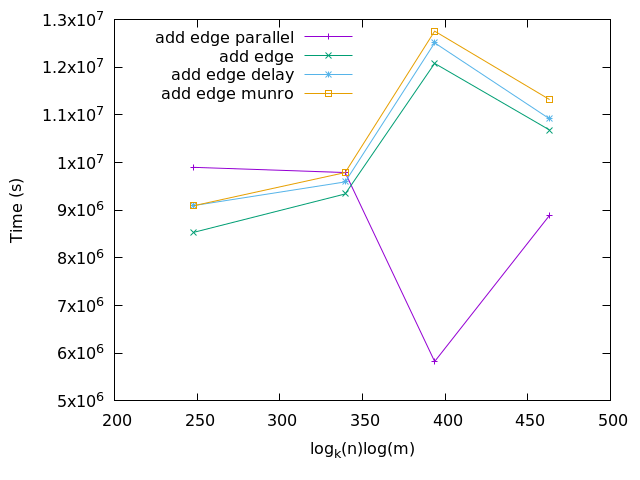 1.3x10^7
1.2x10^7
1.1x10^7
1x10^7
9x10^6
8x10^6
7x10^6
6x10^6
5x10^6
Time (s)
add edge parallel
add edge
add edge delay
add edge munro
200 250 300 350 400 450 500
log_k(n)log(m)